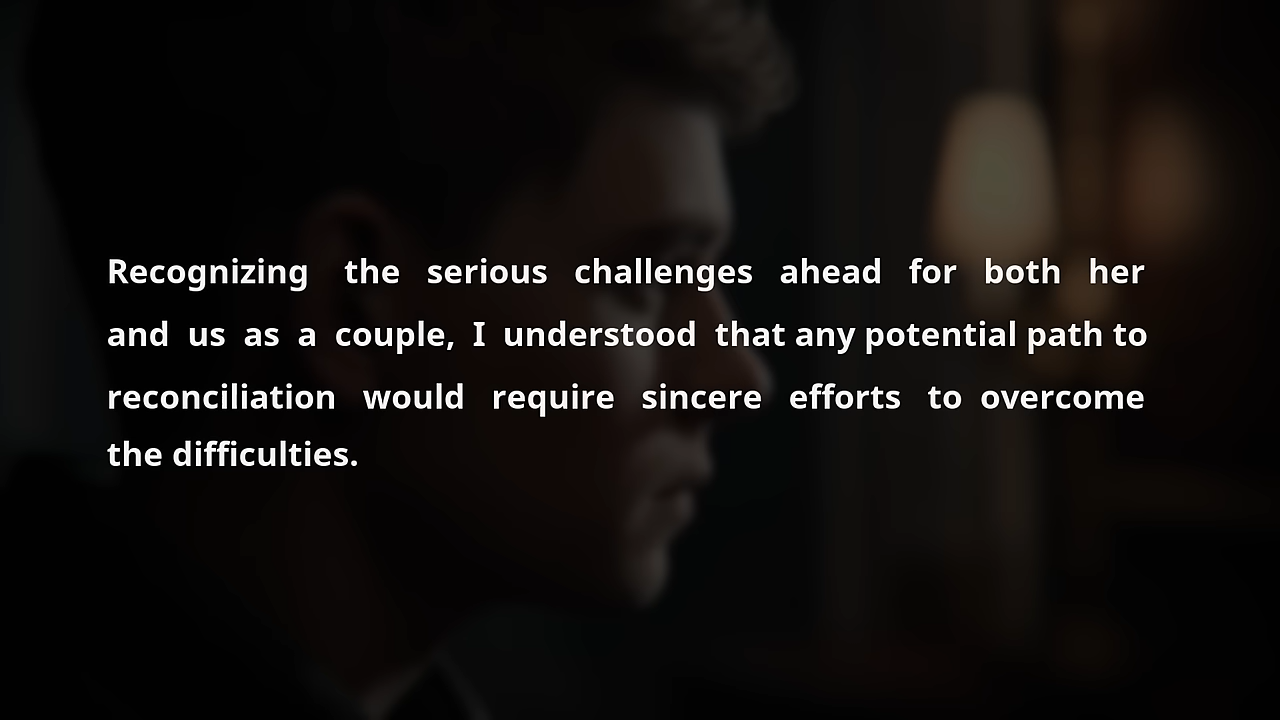 Recognizing the serious challenges ahead for both her
and us as a couple, I understood that any potential path to
reconciliation would require sincere efforts to overcome
the difficulties.